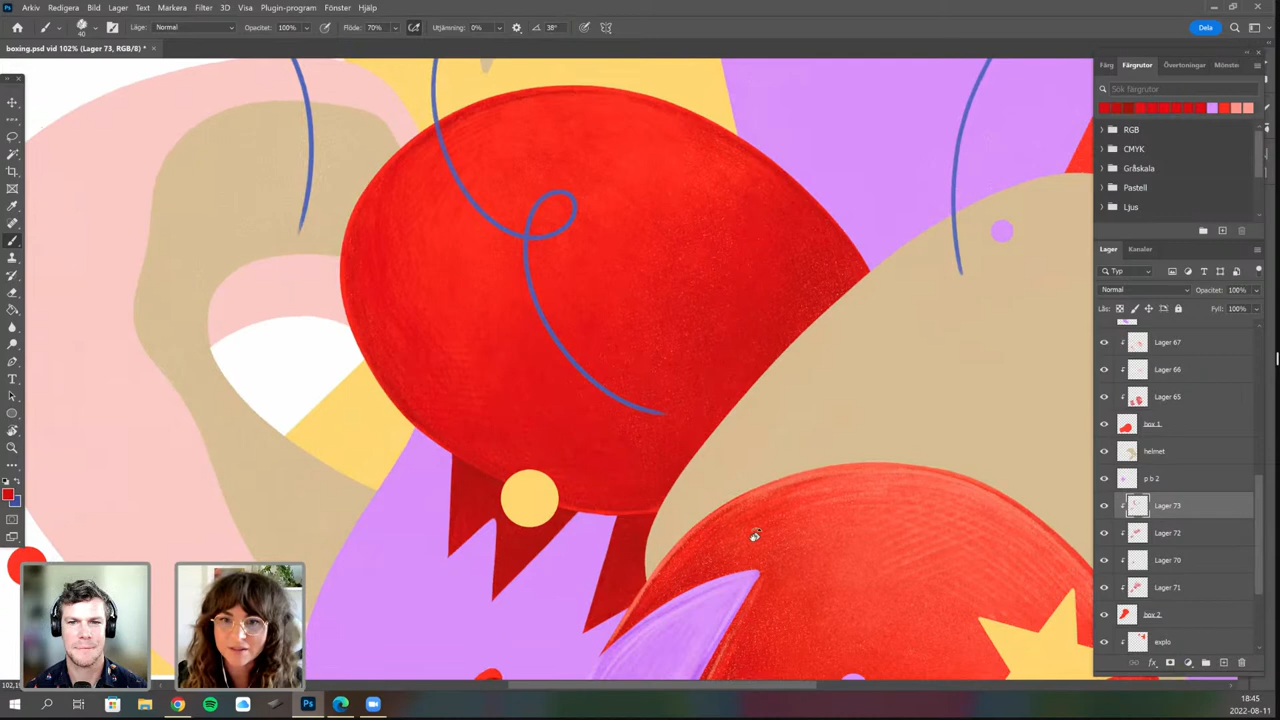 Arkiv Redigera Bild Lager Text Markera Filter 3D Visa Plugin-program Fönster Hjälp
40 Läge: Normal Opacitet: 100% Flöde: 70% Utjämning: 0% 38° Dela
boxing.psd vid 102% (Lager 73, RGB/8) *
Färg Färgrutor Övertoningar Mönster
Sök färgrutor
RGB
CMYK
Gråskala
Pastell
Ljus
Lager Kanaler
Typ
Normal Opacitet: 100%
Lås: Fyll: 100%
Lager 67
Lager 66
Lager 65
box 1
helmet
p b 2
Lager 73
Lager 72
Lager 70
Lager 71
box 2
explo
Ps
18:45
2022-08-11